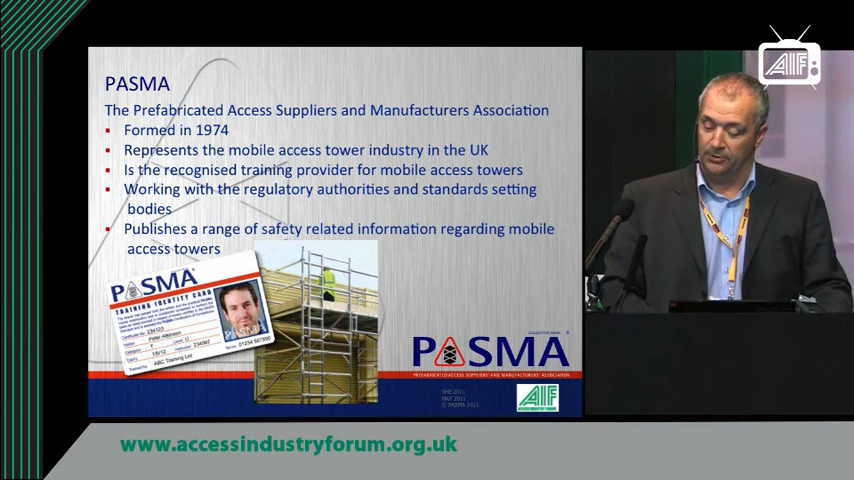 AIF
PASMA
The Prefabricated Access Suppliers and Manufacturers Association
Formed in 1974
Represents the mobile access tower industry in the UK
Is the recognised training provider for mobile access towers
Working with the regulatory authorities and standards setting
bodies
Publishes a range of safety related information regarding mobile
access towers
PASMA
TRAINING IDENTITY CARD
Peter Atkinson
ABC Training Ltd
PASMA
PREFABRICATED ACCESS SUPPLIERS' AND MANUFACTURERS' ASSOCIATION
SHE 2011
MAY 2011
© PASMA 2011
AIF
www.accessindustryforum.org.uk